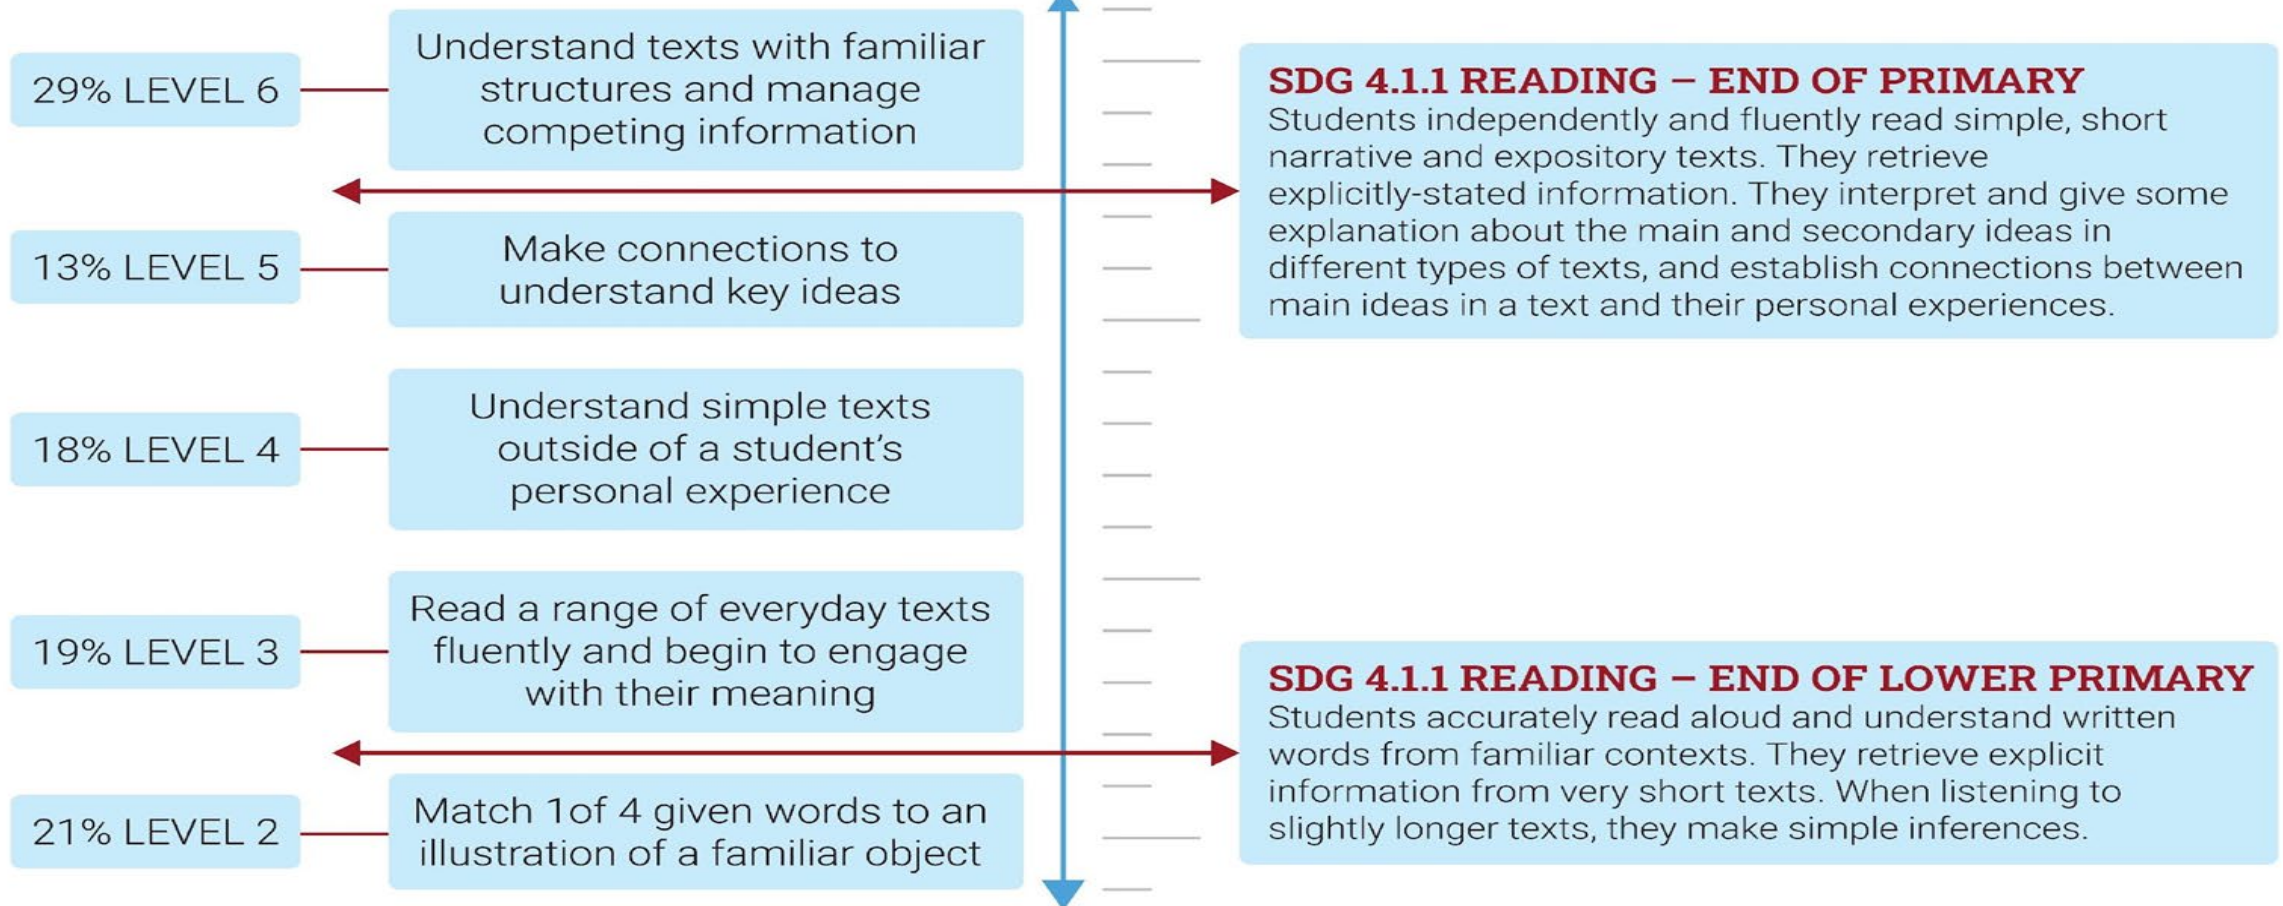 29% LEVEL 6
Understand texts with familiar
structures and manage
competing information
13% LEVEL 5
Make connections to
understand key ideas
18% LEVEL 4
Understand simple texts
outside of a student's
personal experience
19% LEVEL 3
Read a range of everyday texts
fluently and begin to engage
with their meaning
21% LEVEL 2
Match 1of 4 given words to an
illustration of a familiar object
SDG 4.1.1 READING – END OF PRIMARY
Students independently and fluently read simple, short
narrative and expository texts. They retrieve
explicitly-stated information. They interpret and give some
explanation about the main and secondary ideas in
different types of texts, and establish connections between
main ideas in a text and their personal experiences.
SDG 4.1.1 READING – END OF LOWER PRIMARY
Students accurately read aloud and understand written
words from familiar contexts. They retrieve explicit
information from very short texts. When listening to
slightly longer texts, they make simple inferences.